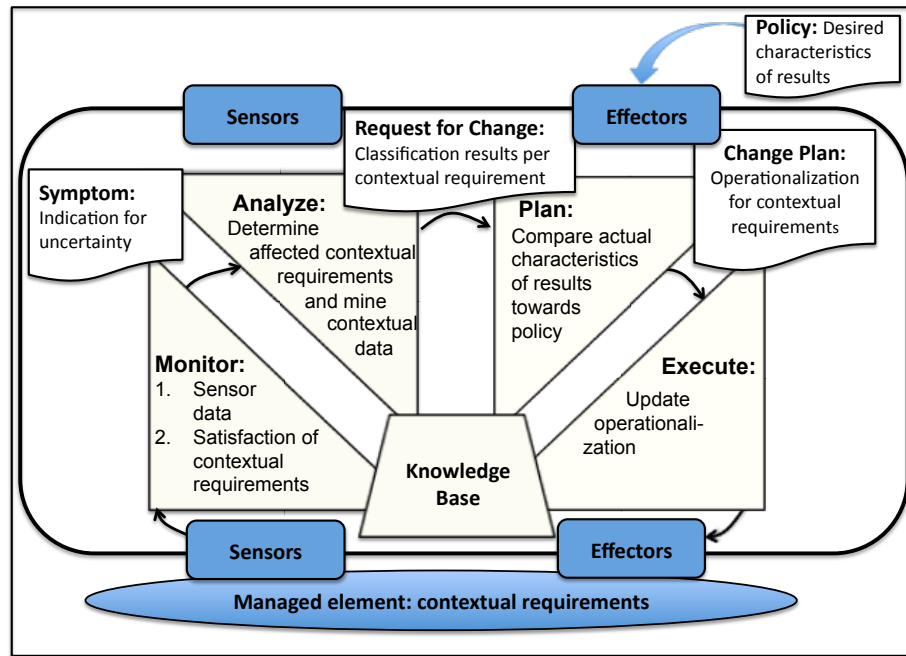 Policy: Desired
characteristics
of results
Sensors
Effectors
Request for Change:
Classification results per
contextual requirement
Change Plan:
Operationalization
for contextual
requirements
Symptom:
Indication for
uncertainty
Analyze:
Determine
affected contextual
requirements
and mine
contextual
data
Plan:
Compare actual
characteristics
of results
towards
policy
Monitor:
1. Sensor
data
2. Satisfaction of
contextual
requirements
Execute:
Update
operationali-
zation
Knowledge
Base
Sensors
Effectors
Managed element: contextual requirements